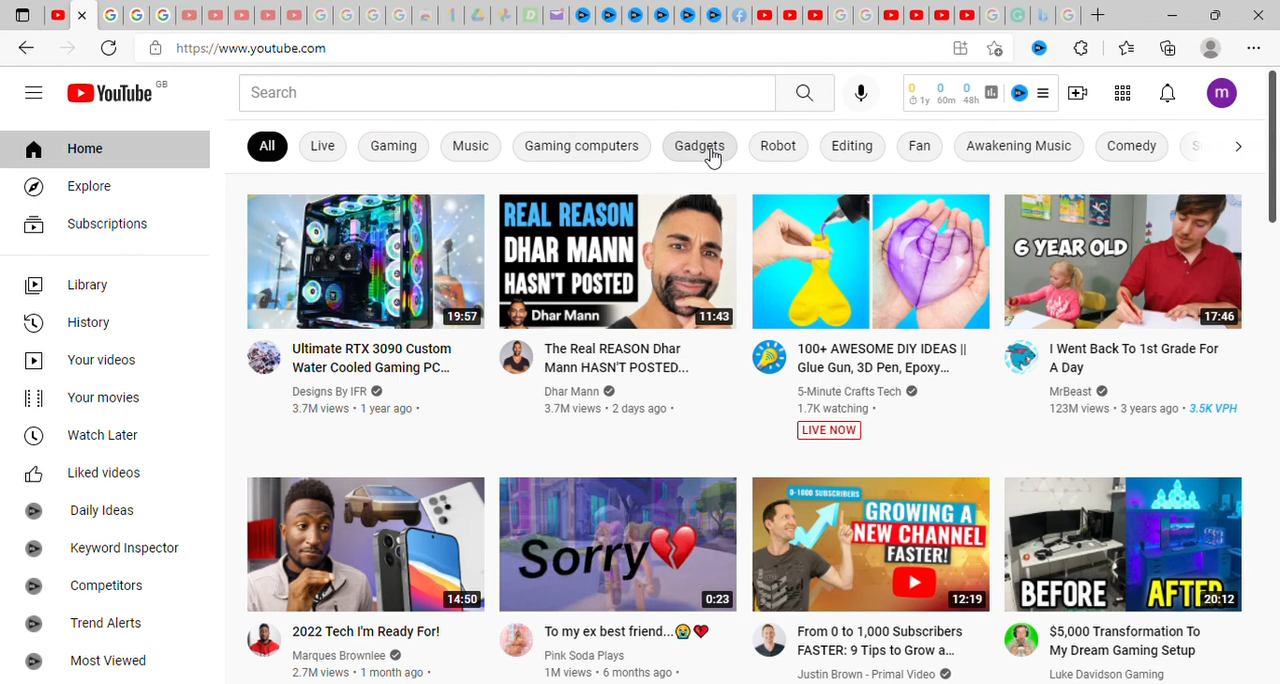 https://www.youtube.com
YouTube GB
Search
0 0 0
1y 60m 48h
m
Home
Explore
Subscriptions
Library
History
Your videos
Your movies
Watch Later
Liked videos
Daily Ideas
Keyword Inspector
Competitors
Trend Alerts
Most Viewed
All Live Gaming Music Gaming computers Gadgets Robot Editing Fan Awakening Music Comedy
19:57
Ultimate RTX 3090 Custom
Water Cooled Gaming PC...
Designs By IFR
3.7M views • 1 year ago •
REAL REASON
DHAR MANN
HASN'T POSTED
Dhar Mann
11:43
The Real REASON Dhar
Mann HASN'T POSTED...
Dhar Mann
3.7M views • 2 days ago •
100+ AWESOME DIY IDEAS ||
Glue Gun, 3D Pen, Epoxy...
5-Minute Crafts Tech
1.7K watching •
LIVE NOW
6 YEAR OLD
17:46
I Went Back To 1st Grade For
A Day
MrBeast
123M views • 3 years ago • 3.5K VPH
14:50
2022 Tech I'm Ready For!
Marques Brownlee
2.7M views • 1 month ago •
Sorry💔
0:23
To my ex best friend...😭💔
Pink Soda Plays
1M views • 6 months ago •
0-1000 SUBSCRIBERS
GROWING A
NEW CHANNEL
FASTER!
12:19
From 0 to 1,000 Subscribers
FASTER: 9 Tips to Grow a...
Justin Brown - Primal Video
BEFORE AFTER
20:12
$5,000 Transformation To
My Dream Gaming Setup
Luke Davidson Gaming